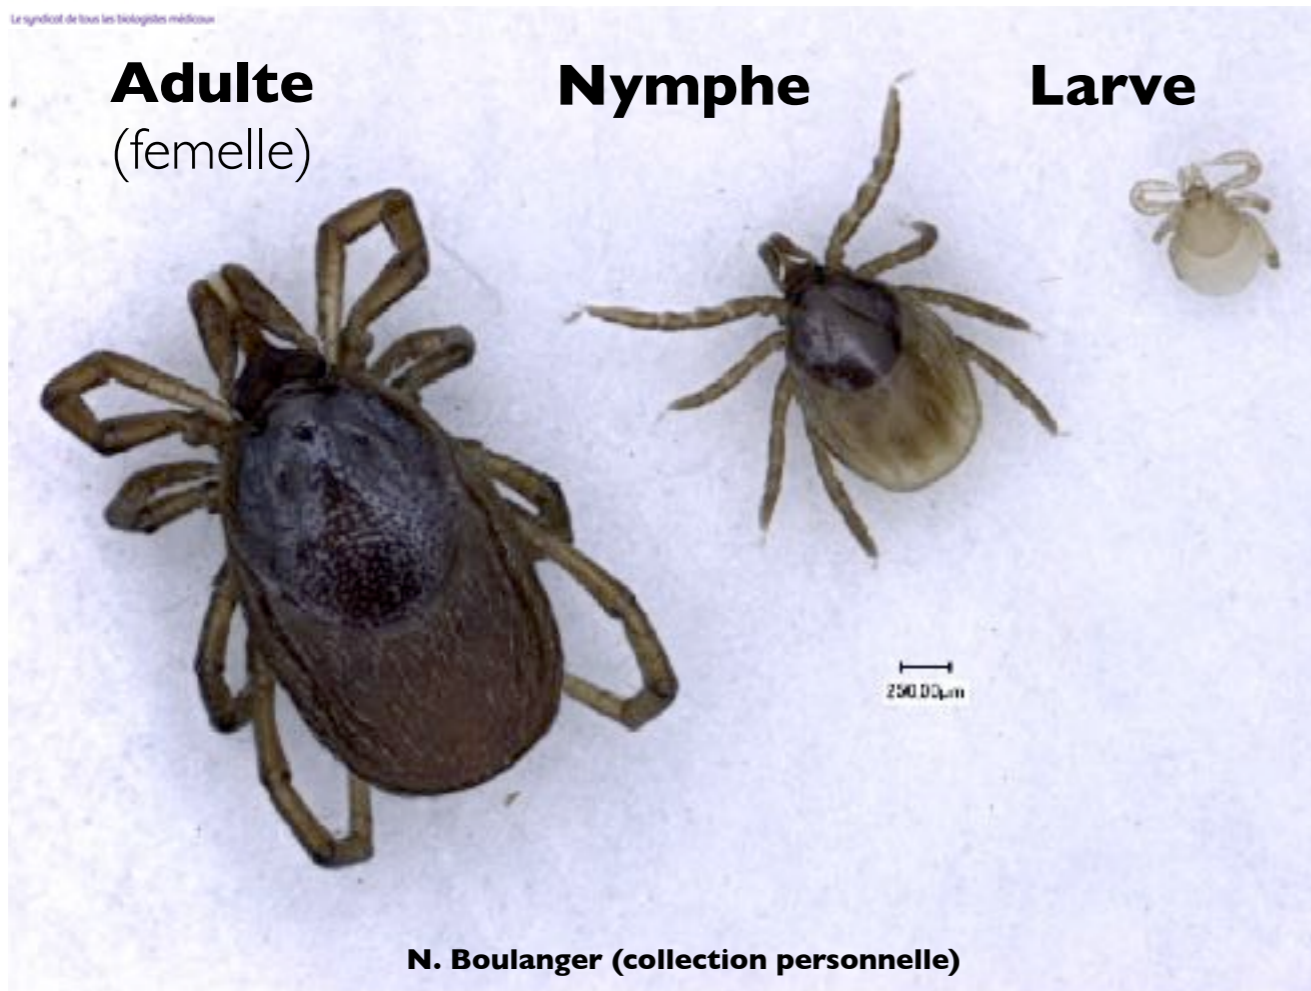 Le syndicat de tous les biologistes médicaux
Adulte
(femelle)
Nymphe
Larve
250.00µm
N. Boulanger (collection personnelle)